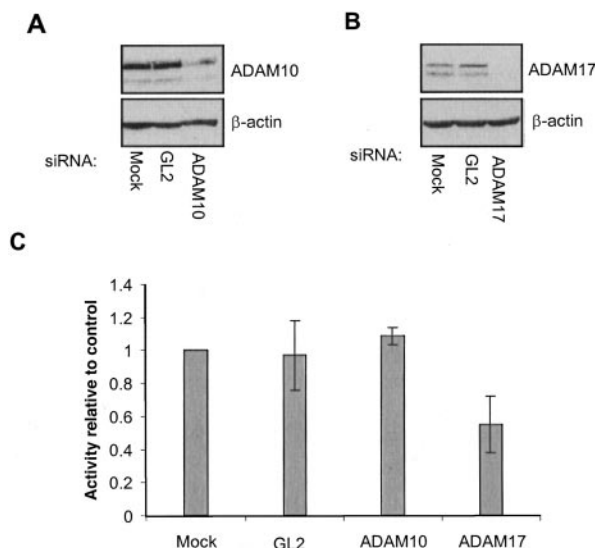 A
ADAM10
β-actin
siRNA:
Mock
GL2
ADAM10
B
ADAM17
β-actin
siRNA:
Mock
GL2
ADAM17
C
Activity relative to control
1.4
1.2
1
0.8
0.6
0.4
0.2
0
Mock GL2 ADAM10 ADAM17